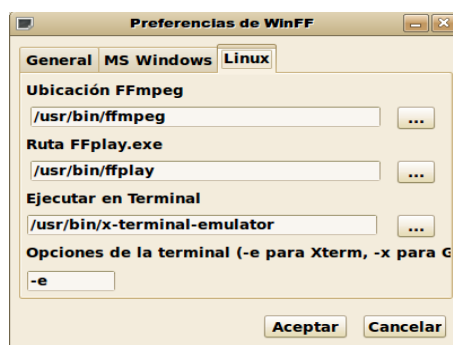 Preferencias de WinFF
General MS Windows Linux
Ubicación FFmpeg
/usr/bin/ffmpeg
...
Ruta FFplay.exe
/usr/bin/ffplay
...
Ejecutar en Terminal
/usr/bin/x-terminal-emulator
...
Opciones de la terminal (-e para Xterm, -x para G
-e
Aceptar Cancelar